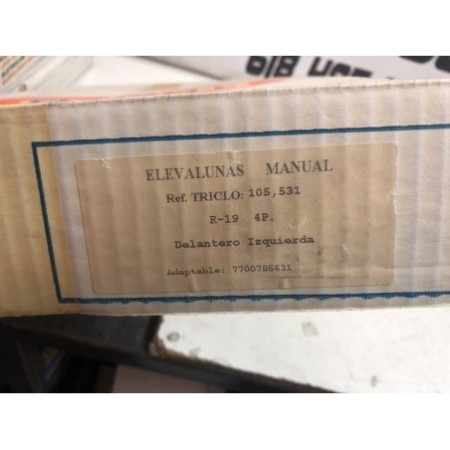 ELEVALUNAS MANUAL
Ref. TRICLO: 105,531
R-19 4P.
Delantero Izquierda
Adaptable: 7700785631